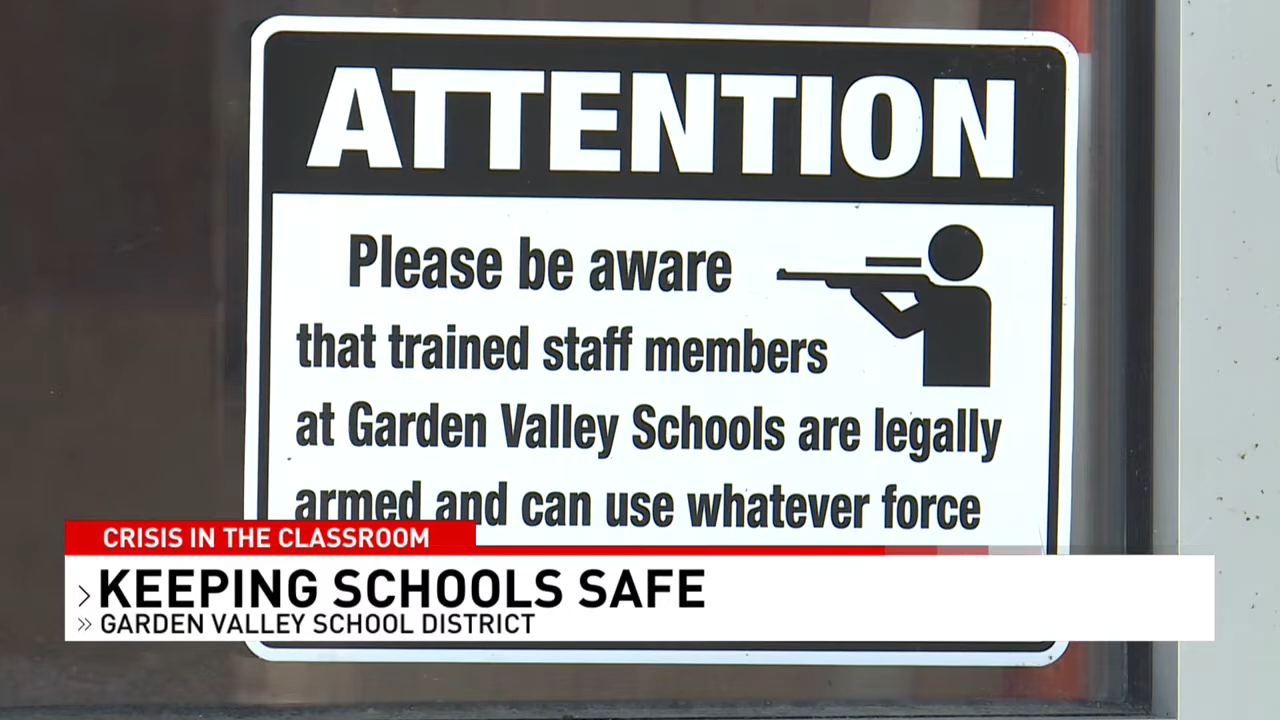 ATTENTION
Please be aware
that trained staff members
at Garden Valley Schools are legally
armed and can use whatever force
CRISIS IN THE CLASSROOM
KEEPING SCHOOLS SAFE
GARDEN VALLEY SCHOOL DISTRICT